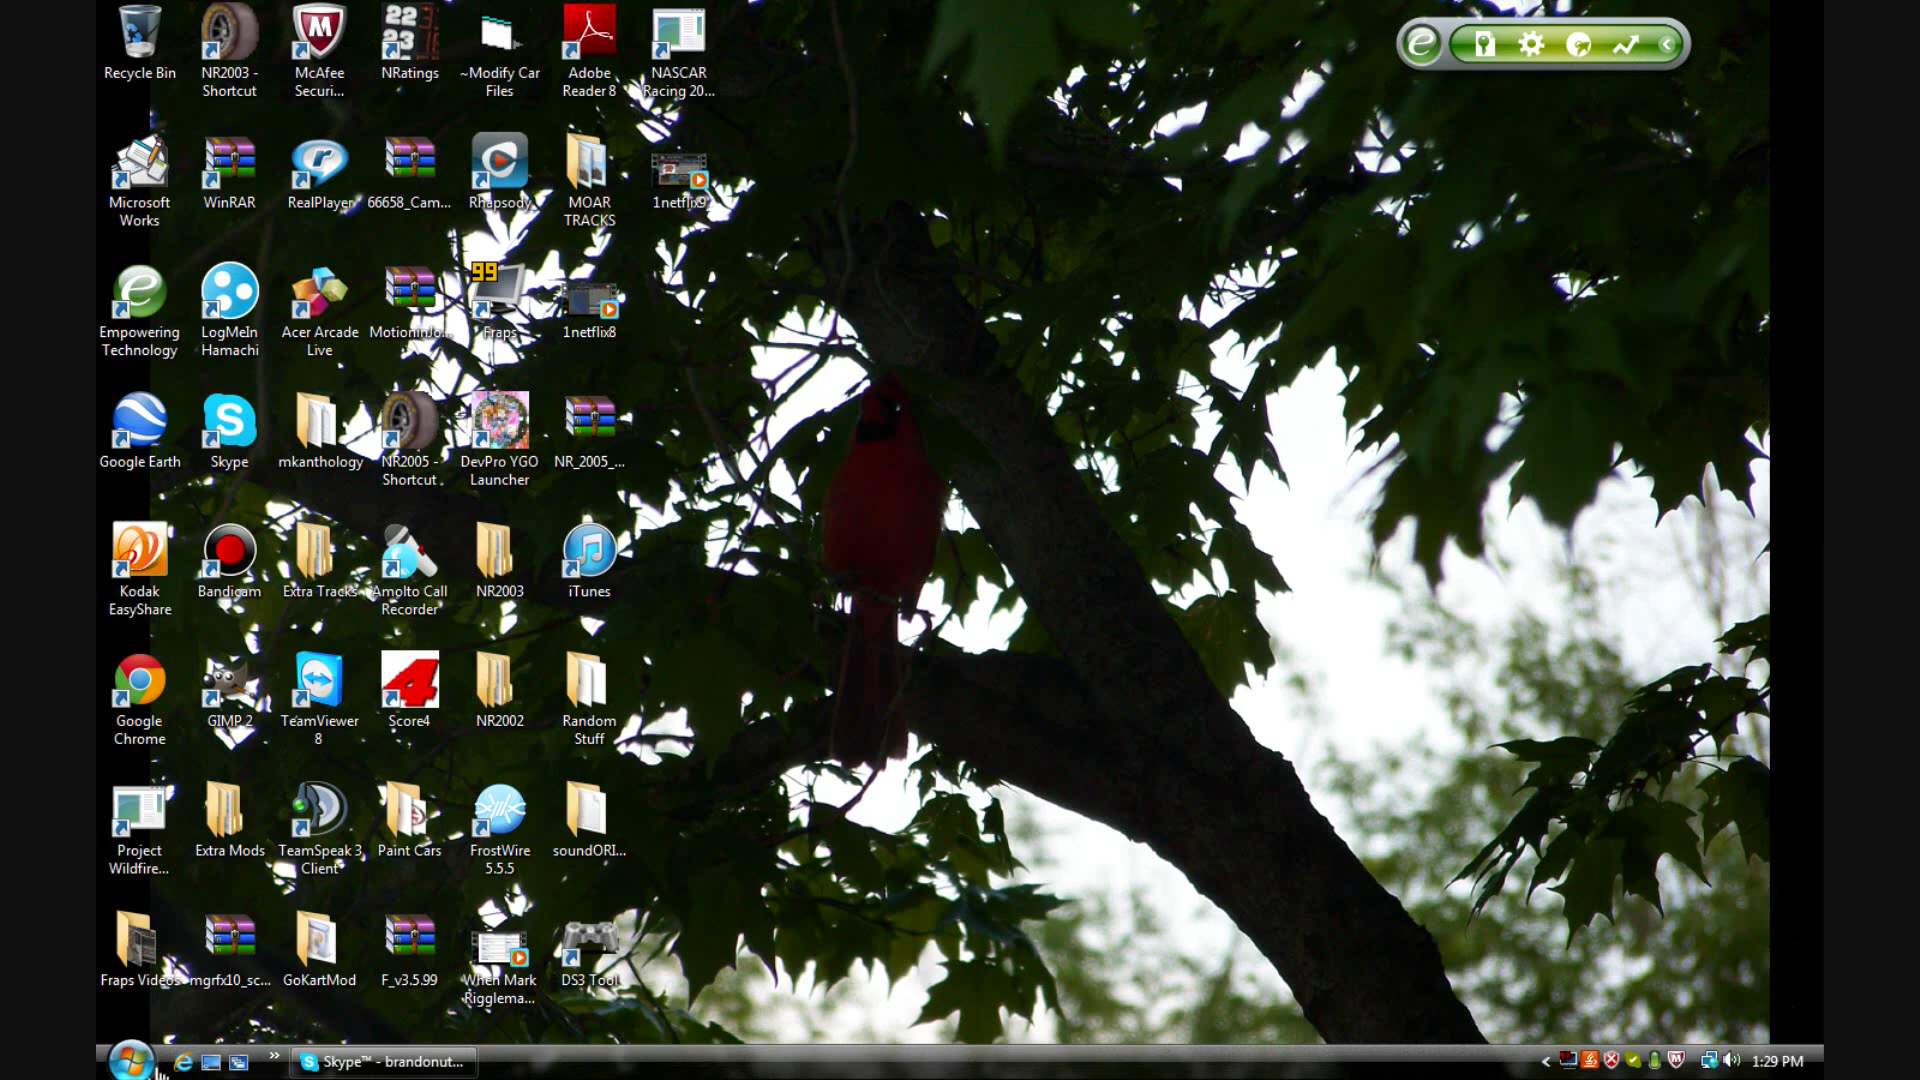 Recycle Bin
NR2003 -
Shortcut
McAfee
Securi...
22
23
NRatings
~Modify Car
Files
Adobe
Reader 8
NASCAR
Racing 20...
Microsoft
Works
WinRAR
RealPlayer
66658_Cam...
Rhapsody
MOAR
TRACKS
1netflix9
Empowering
Technology
LogMeIn
Hamachi
Acer Arcade
Live
MotioninJo...
99
Fraps
1netflix8
Google Earth
Skype
mkanthology
NR2005 -
Shortcut
DevPro YGO
Launcher
NR_2005_...
Kodak
EasyShare
Bandicam
Extra Tracks
Amolto Call
Recorder
NR2003
iTunes
Google
Chrome
GIMP 2
TeamViewer
8
4
Score4
NR2002
Random
Stuff
Project
Wildfire...
Extra Mods
TeamSpeak 3
Client
Paint Cars
FrostWire
5.5.5
soundORI...
Fraps Videos
mgrfx10_sc...
GoKartMod
F_v3.5.99
When Mark
Rigglema...
DS3 Tool
Skype™ - brandonut...
1:29 PM